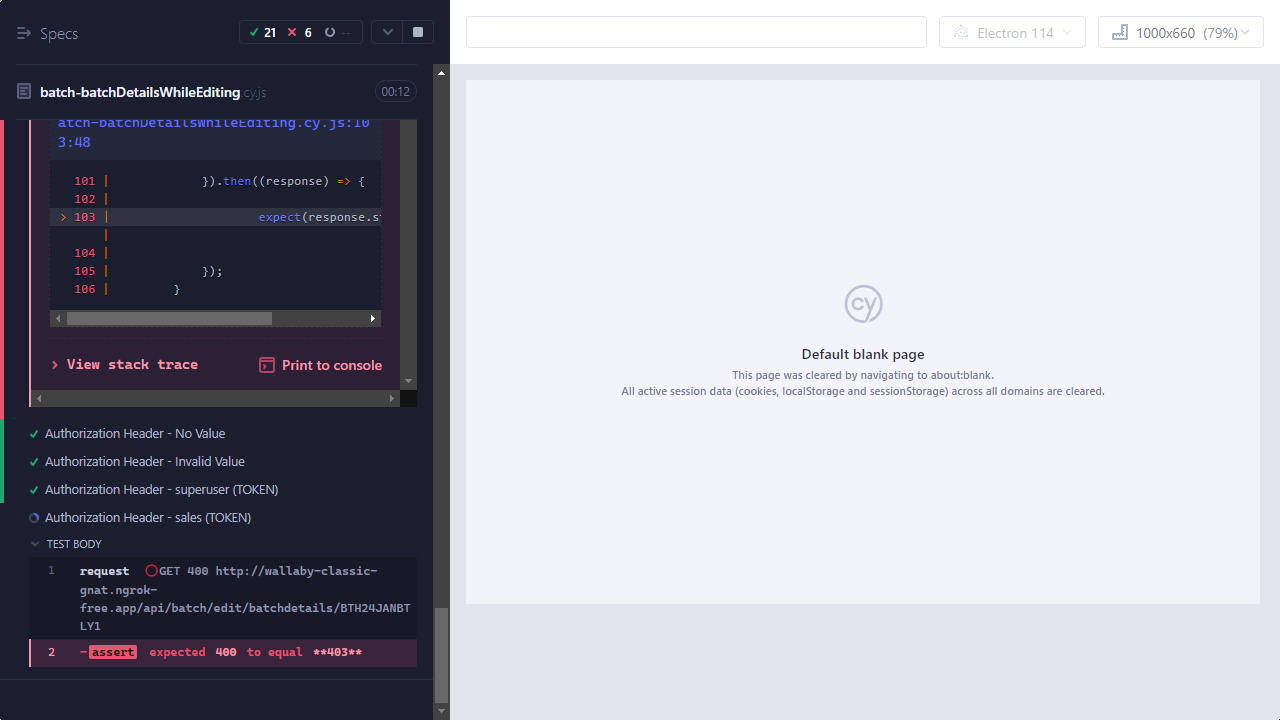 Specs
21 6 --
Electron 114
1000x660 (79%)
batch-batchDetailsWhileEditing.cy.js
00:12
atch-batchDetailsWhileEditing.cy.js:10
3:48
101 | }).then((response) => {
102 |
> 103 | expect(response.st
|
104 |
105 | });
106 | }
View stack trace
Print to console
Authorization Header - No Value
Authorization Header - Invalid Value
Authorization Header - superuser (TOKEN)
Authorization Header - sales (TOKEN)
TEST BODY
1 request GET 400 http://wallaby-classic-
gnat.ngrok-
free.app/api/batch/edit/batchdetails/BTH24JANBT
LY1
2 -assert expected 400 to equal **403**
cy
Default blank page
This page was cleared by navigating to about:blank.
All active session data (cookies, localStorage and sessionStorage) across all domains are cleared.